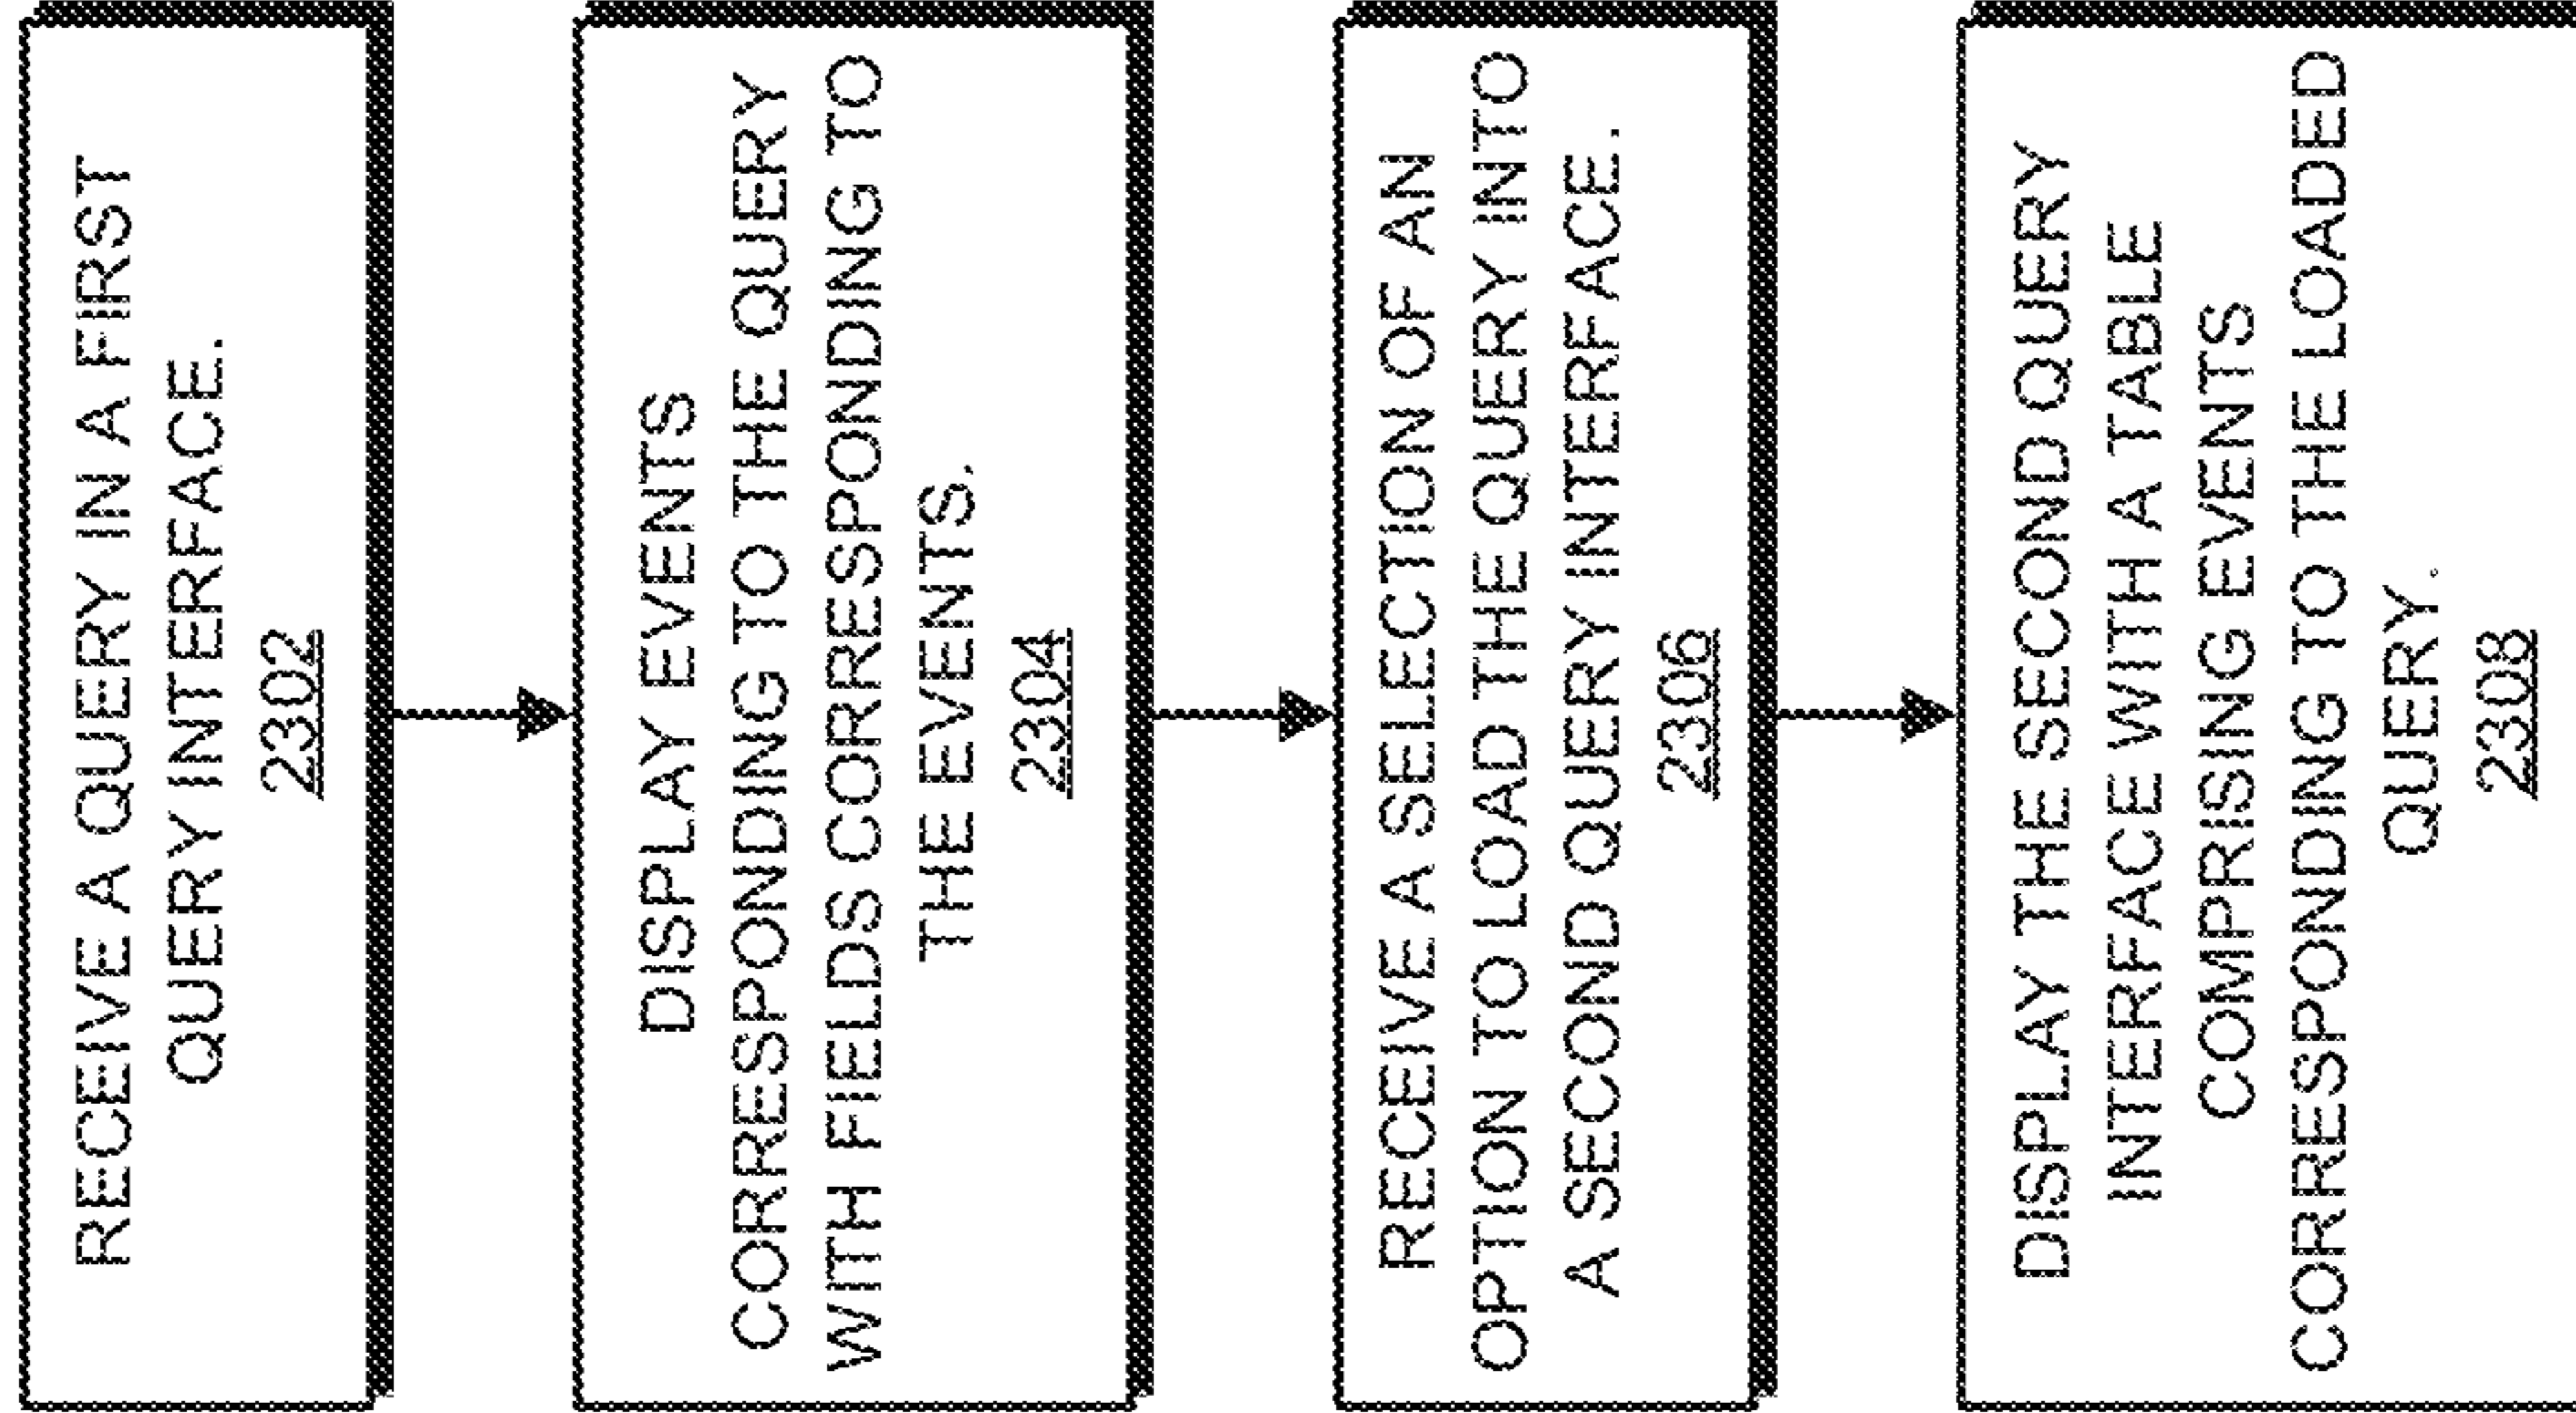 RECEIVE A QUERY IN A FIRST
QUERY INTERFACE.
2302
DISPLAY EVENTS
CORRESPONDING TO THE QUERY
WITH FIELDS CORRESPONDING TO
THE EVENTS.
2304
RECEIVE A SELECTION OF AN
OPTION TO LOAD THE QUERY INTO
A SECOND QUERY INTERFACE.
2306
DISPLAY THE SECOND QUERY
INTERFACE WITH A TABLE
COMPRISING EVENTS
CORRESPONDING TO THE LOADED
QUERY.
2308